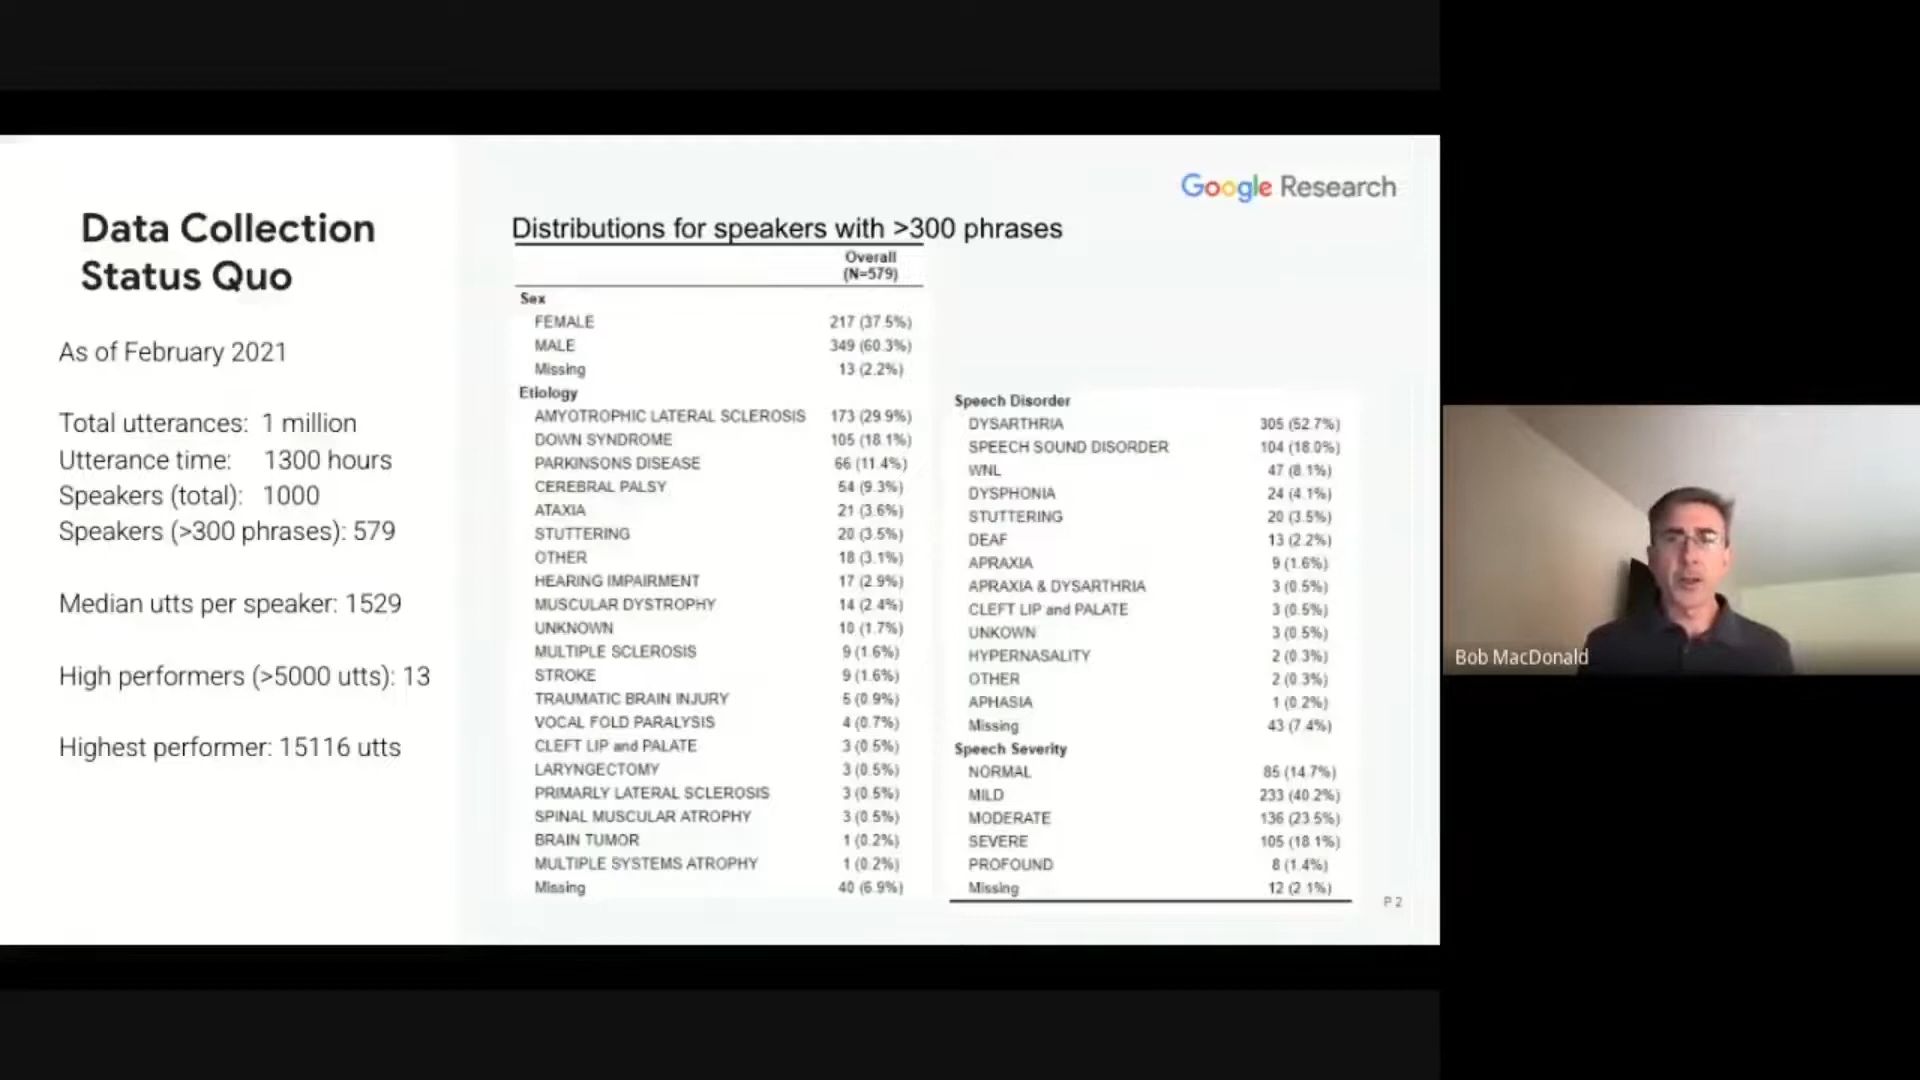 Google Research
Data Collection
Status Quo
As of February 2021
Total utterances: 1 million
Utterance time: 1300 hours
Speakers (total): 1000
Speakers (>300 phrases): 579
Median utts per speaker: 1529
High performers (>5000 utts): 13
Highest performer: 15116 utts
Distributions for speakers with >300 phrases
Overall
(N=579)
Sex
FEMALE 217 (37.5%)
MALE 349 (60.3%)
Missing 13 (2.2%)
Etiology
AMYOTROPHIC LATERAL SCLEROSIS 173 (29.9%)
DOWN SYNDROME 105 (18.1%)
PARKINSONS DISEASE 66 (11.4%)
CEREBRAL PALSY 54 (9.3%)
ATAXIA 21 (3.6%)
STUTTERING 20 (3.5%)
OTHER 18 (3.1%)
HEARING IMPAIRMENT 17 (2.9%)
MUSCULAR DYSTROPHY 14 (2.4%)
UNKNOWN 10 (1.7%)
MULTIPLE SCLEROSIS 9 (1.6%)
STROKE 9 (1.6%)
TRAUMATIC BRAIN INJURY 5 (0.9%)
VOCAL FOLD PARALYSIS 4 (0.7%)
CLEFT LIP and PALATE 3 (0.5%)
LARYNGECTOMY 3 (0.5%)
PRIMARLY LATERAL SCLEROSIS 3 (0.5%)
SPINAL MUSCULAR ATROPHY 3 (0.5%)
BRAIN TUMOR 1 (0.2%)
MULTIPLE SYSTEMS ATROPHY 1 (0.2%)
Missing 40 (6.9%)
Speech Disorder
DYSARTHRIA 305 (52.7%)
SPEECH SOUND DISORDER 104 (18.0%)
WNL 47 (8.1%)
DYSPHONIA 24 (4.1%)
STUTTERING 20 (3.5%)
DEAF 13 (2.2%)
APRAXIA 9 (1.6%)
APRAXIA & DYSARTHRIA 3 (0.5%)
CLEFT LIP and PALATE 3 (0.5%)
UNKOWN 3 (0.5%)
HYPERNASALITY 2 (0.3%)
OTHER 2 (0.3%)
APHASIA 1 (0.2%)
Missing 43 (7.4%)
Speech Severity
NORMAL 85 (14.7%)
MILD 233 (40.2%)
MODERATE 136 (23.5%)
SEVERE 105 (18.1%)
PROFOUND 8 (1.4%)
Missing 12 (2.1%)
P 2
Bob MacDonald